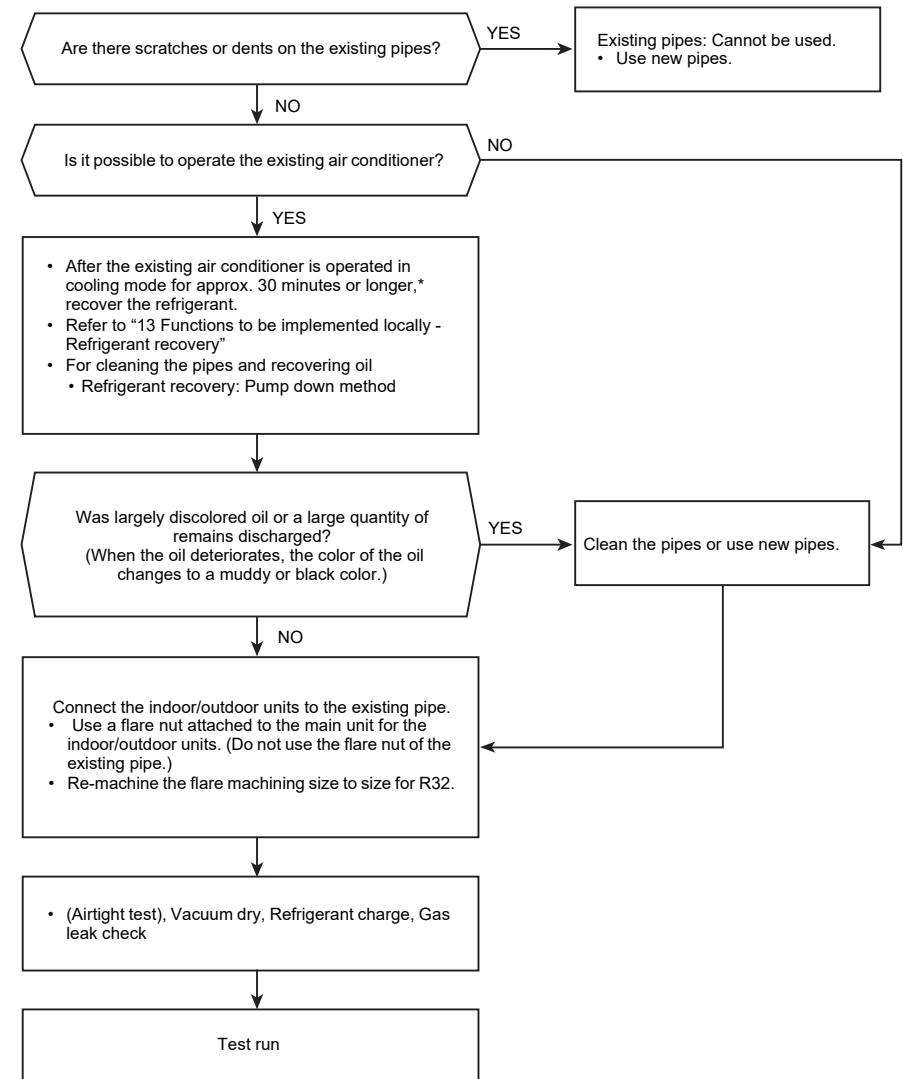 Are there scratches or dents on the existing pipes?
YES
Existing pipes: Cannot be used.
• Use new pipes.
NO
Is it possible to operate the existing air conditioner?
NO
YES
• After the existing air conditioner is operated in
cooling mode for approx. 30 minutes or longer,*
recover the refrigerant.
• Refer to “13 Functions to be implemented locally -
Refrigerant recovery”
• For cleaning the pipes and recovering oil
• Refrigerant recovery: Pump down method
Was largely discolored oil or a large quantity of
remains discharged?
(When the oil deteriorates, the color of the oil
changes to a muddy or black color.)
YES
Clean the pipes or use new pipes.
NO
Connect the indoor/outdoor units to the existing pipe.
• Use a flare nut attached to the main unit for the
indoor/outdoor units. (Do not use the flare nut of the
existing pipe.)
• Re-machine the flare machining size to size for R32.
• (Airtight test), Vacuum dry, Refrigerant charge, Gas
leak check
Test run